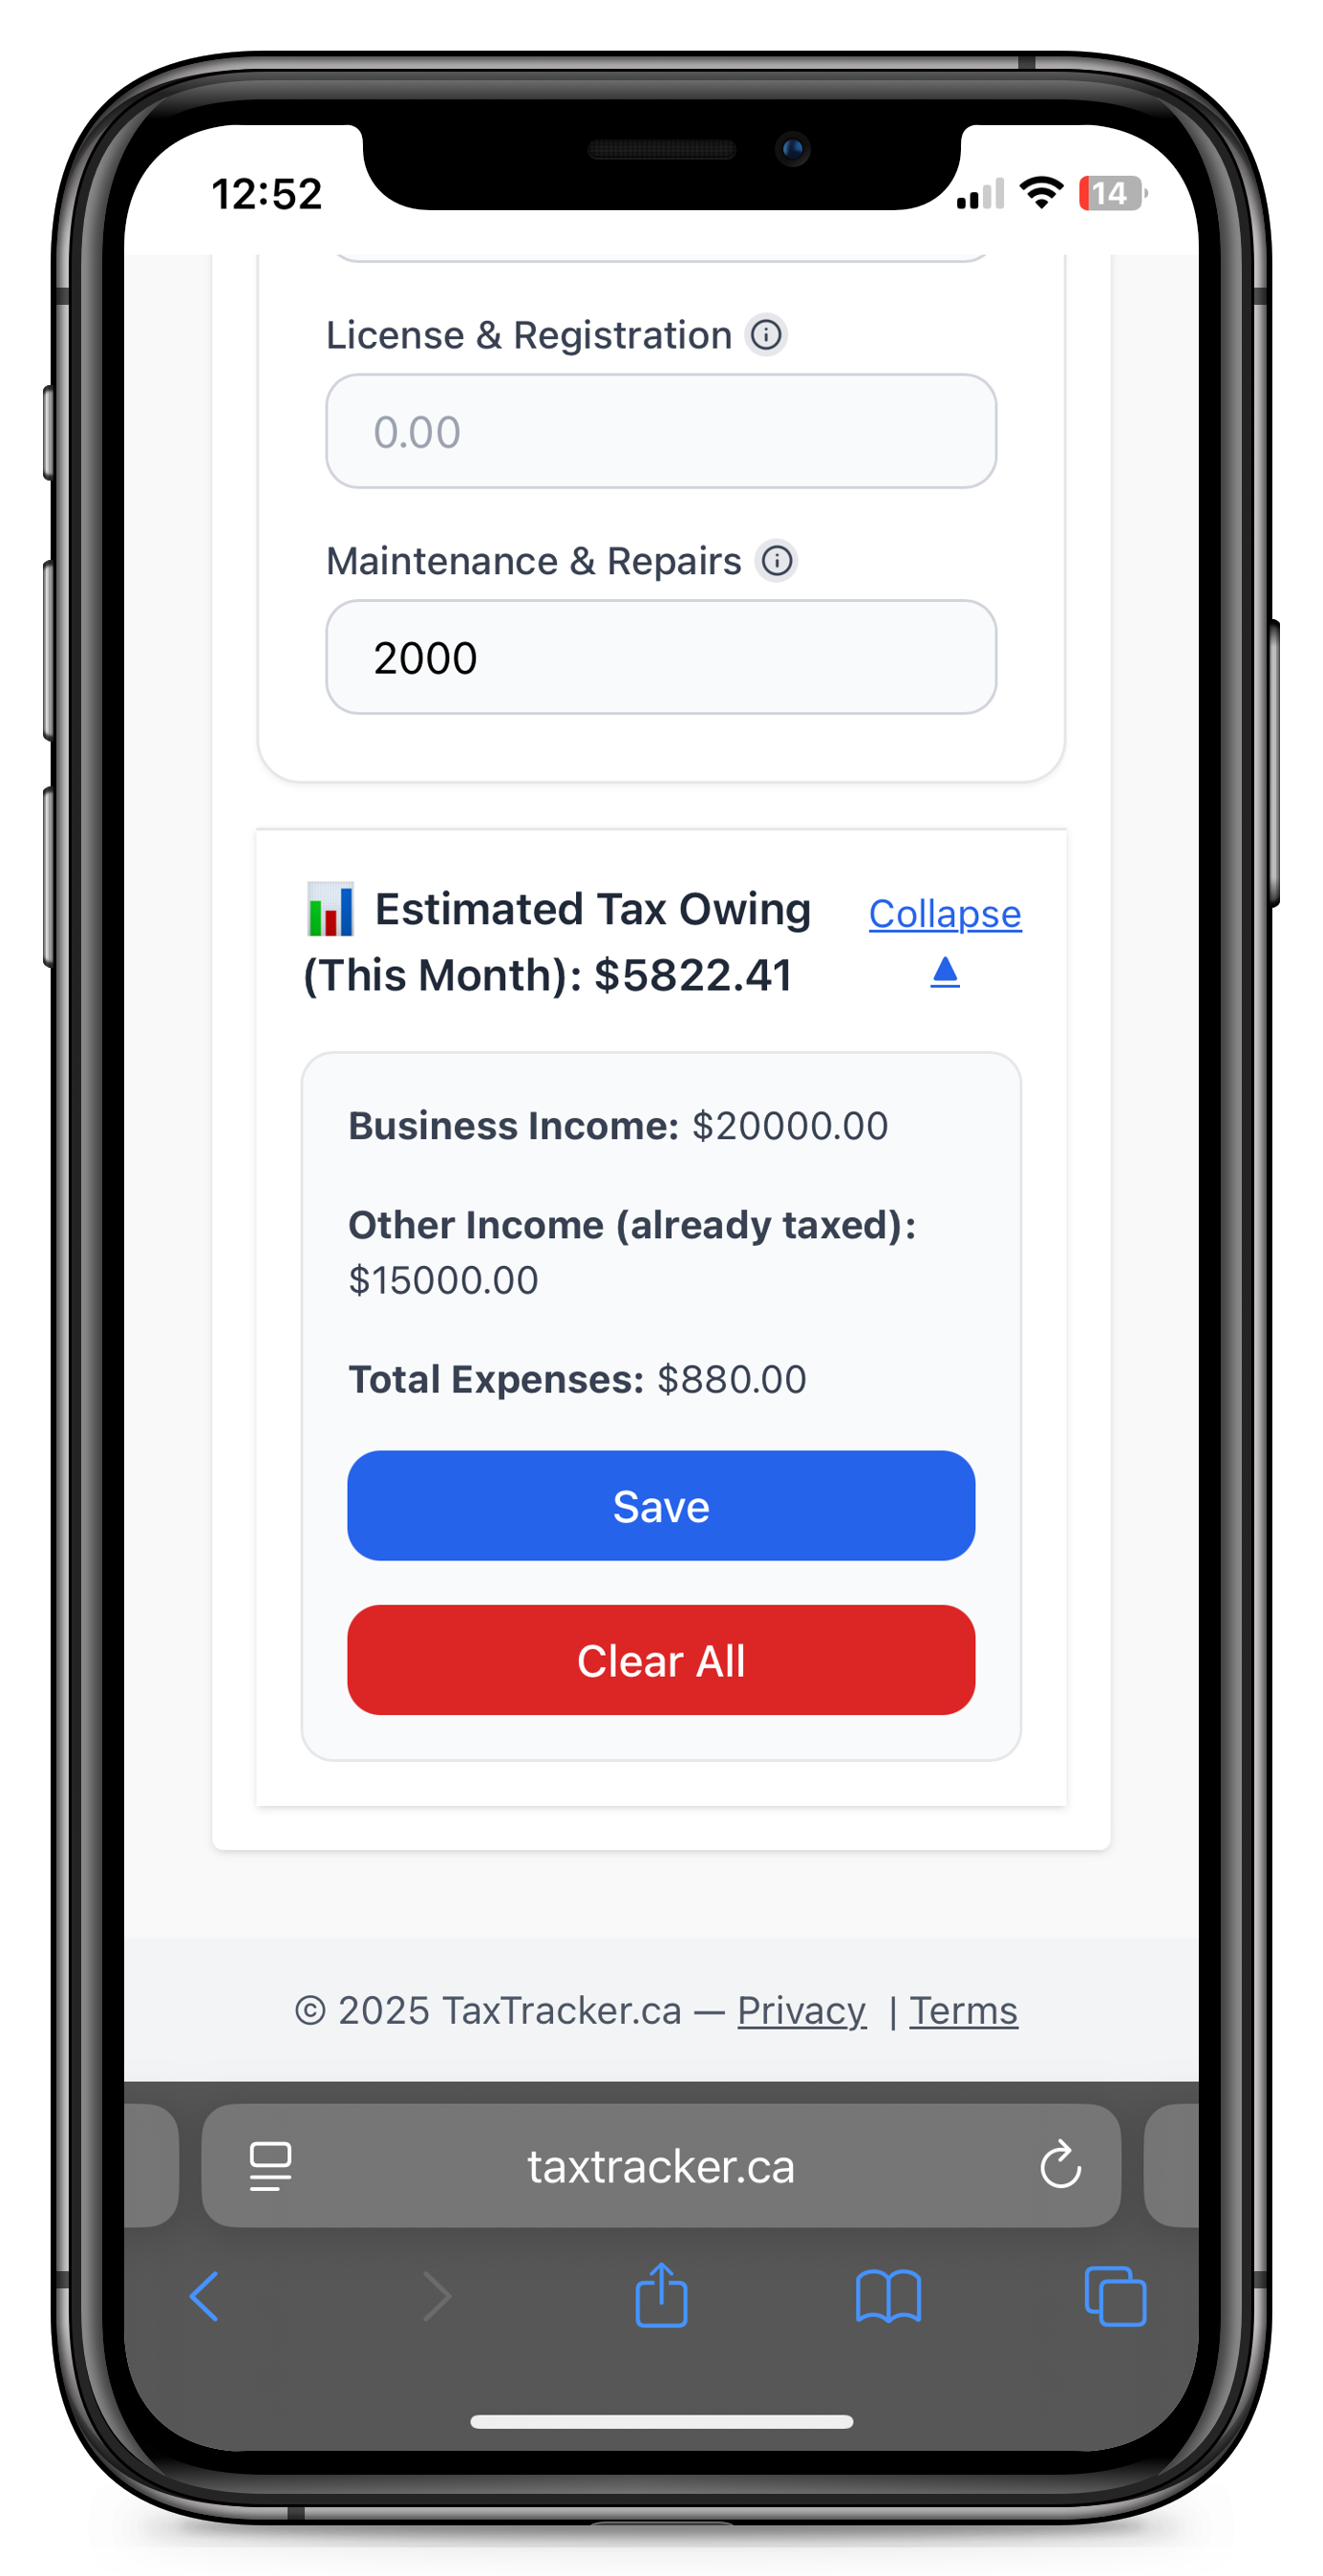 12:52
14
License & Registration
0.00
Maintenance & Repairs
2000
Estimated Tax Owing
(This Month): $5822.41
Collapse
Business Income: $20000.00
Other Income (already taxed):
$15000.00
Total Expenses: $880.00
Save
Clear All
© 2025 TaxTracker.ca — Privacy | Terms
taxtracker.ca